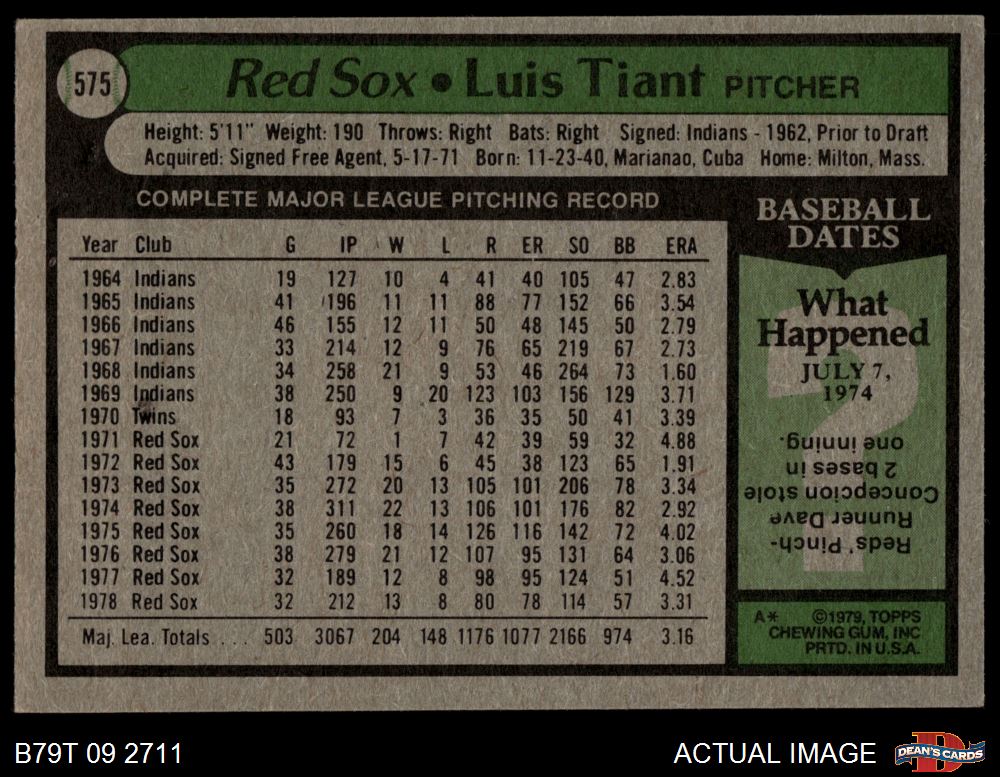 575
Red Sox • Luis Tiant PITCHER
Height: 5'11" Weight: 190 Throws: Right Bats: Right Signed: Indians - 1962, Prior to Draft
Acquired: Signed Free Agent, 5-17-71 Born: 11-23-40, Marianao, Cuba Home: Milton, Mass.
COMPLETE MAJOR LEAGUE PITCHING RECORD
Year Club G IP W L R ER SO BB ERA
1964 Indians 19 127 10 4 41 40 105 47 2.83
1965 Indians 41 196 11 11 88 77 152 66 3.54
1966 Indians 46 155 12 11 50 48 145 50 2.79
1967 Indians 33 214 12 9 76 65 219 67 2.73
1968 Indians 34 258 21 9 53 46 264 73 1.60
1969 Indians 38 250 9 20 123 103 156 129 3.71
1970 Twins 18 93 7 3 36 35 50 41 3.39
1971 Red Sox 21 72 1 7 42 39 59 32 4.88
1972 Red Sox 43 179 15 6 45 38 123 65 1.91
1973 Red Sox 35 272 20 13 105 101 206 78 3.34
1974 Red Sox 38 311 22 13 106 101 176 82 2.92
1975 Red Sox 35 260 18 14 126 116 142 72 4.02
1976 Red Sox 38 279 21 12 107 95 131 64 3.06
1977 Red Sox 32 189 12 8 98 95 124 51 4.52
1978 Red Sox 32 212 13 8 80 78 114 57 3.31
Maj. Lea. Totals . . . 503 3067 204 148 1176 1077 2166 974 3.16
BASEBALL
DATES
What
Happened
JULY 7,
1974
Reds' Pinch-
Runner Dave
Concepcion stole
2 bases in
one inning.
A* ©1979, TOPPS
CHEWING GUM, INC
PRTD. IN U.S.A.
B79T 09 2711
ACTUAL IMAGE
DEAN'S CARDS